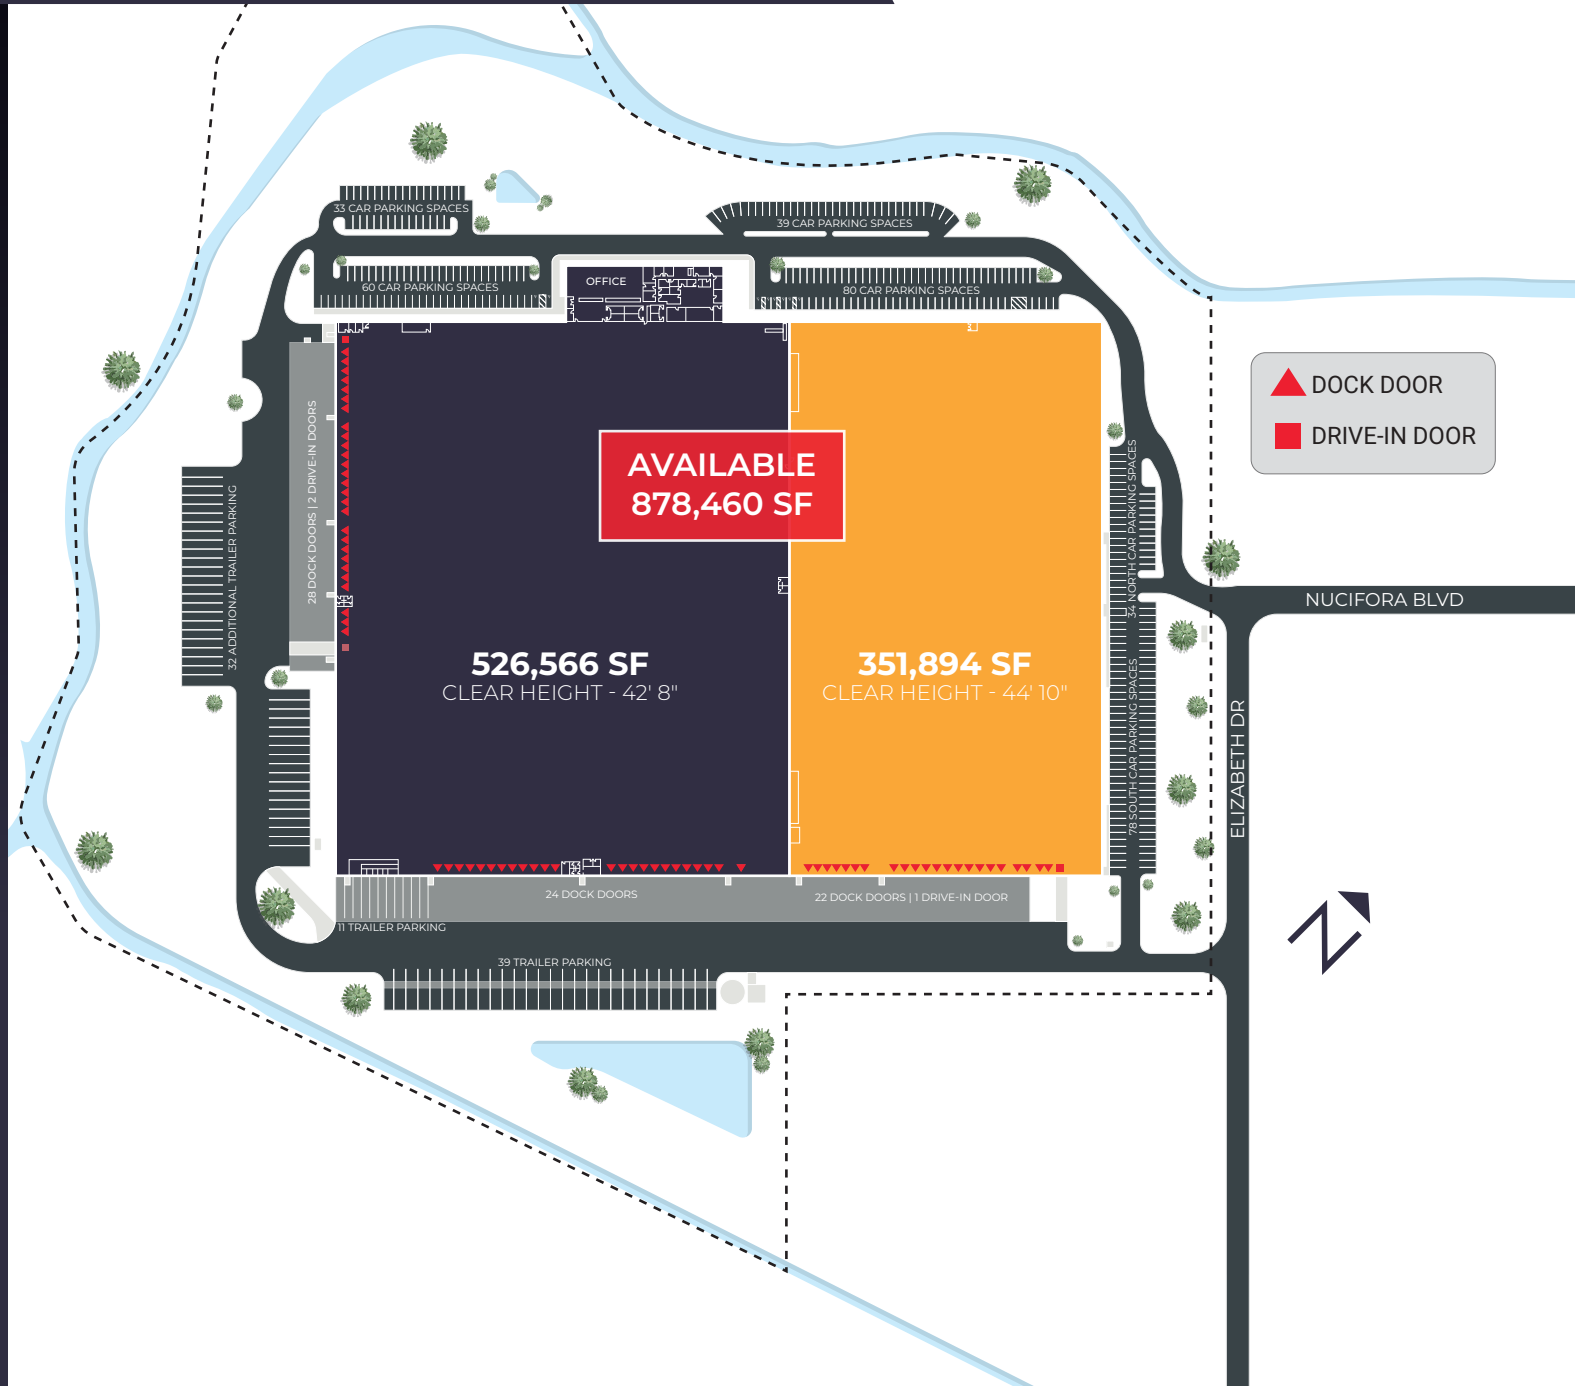 33 CAR PARKING SPACES
39 CAR PARKING SPACES
OFFICE
60 CAR PARKING SPACES
80 CAR PARKING SPACES
DOCK DOOR
DRIVE-IN DOOR
28 DOCK DOORS | 2 DRIVE-IN DOORS
32 ADDITIONAL TRAILER PARKING
AVAILABLE
878,460 SF
34 NORTH CAR PARKING SPACES
NUCIFORA BLVD
526,566 SF
CLEAR HEIGHT - 42' 8"
351,894 SF
CLEAR HEIGHT - 44' 10"
78 SOUTH CAR PARKING SPACES
ELIZABETH DR
24 DOCK DOORS
22 DOCK DOORS | 1 DRIVE-IN DOOR
11 TRAILER PARKING
39 TRAILER PARKING
N